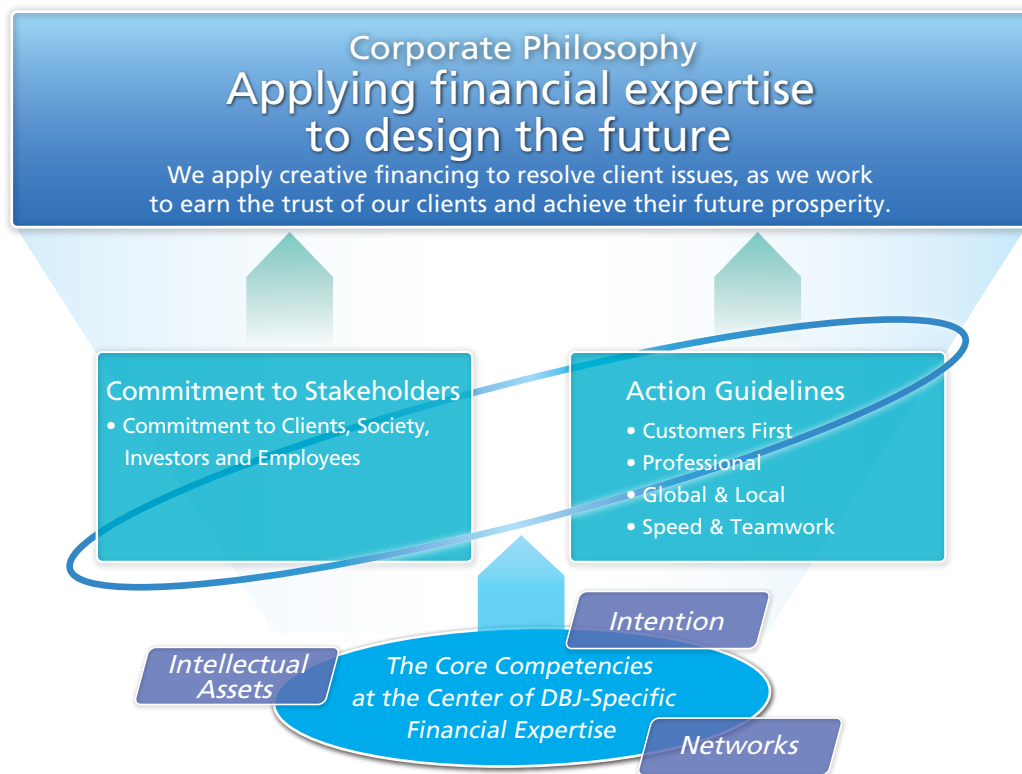 Corporate Philosophy
Applying financial expertise
to design the future
We apply creative financing to resolve client issues, as we work
to earn the trust of our clients and achieve their future prosperity.
Commitment to Stakeholders
• Commitment to Clients, Society,
Investors and Employees
Action Guidelines
• Customers First
• Professional
• Global & Local
• Speed & Teamwork
Intention
Intellectual
Assets
The Core Competencies
at the Center of DBJ-Specific
Financial Expertise
Networks